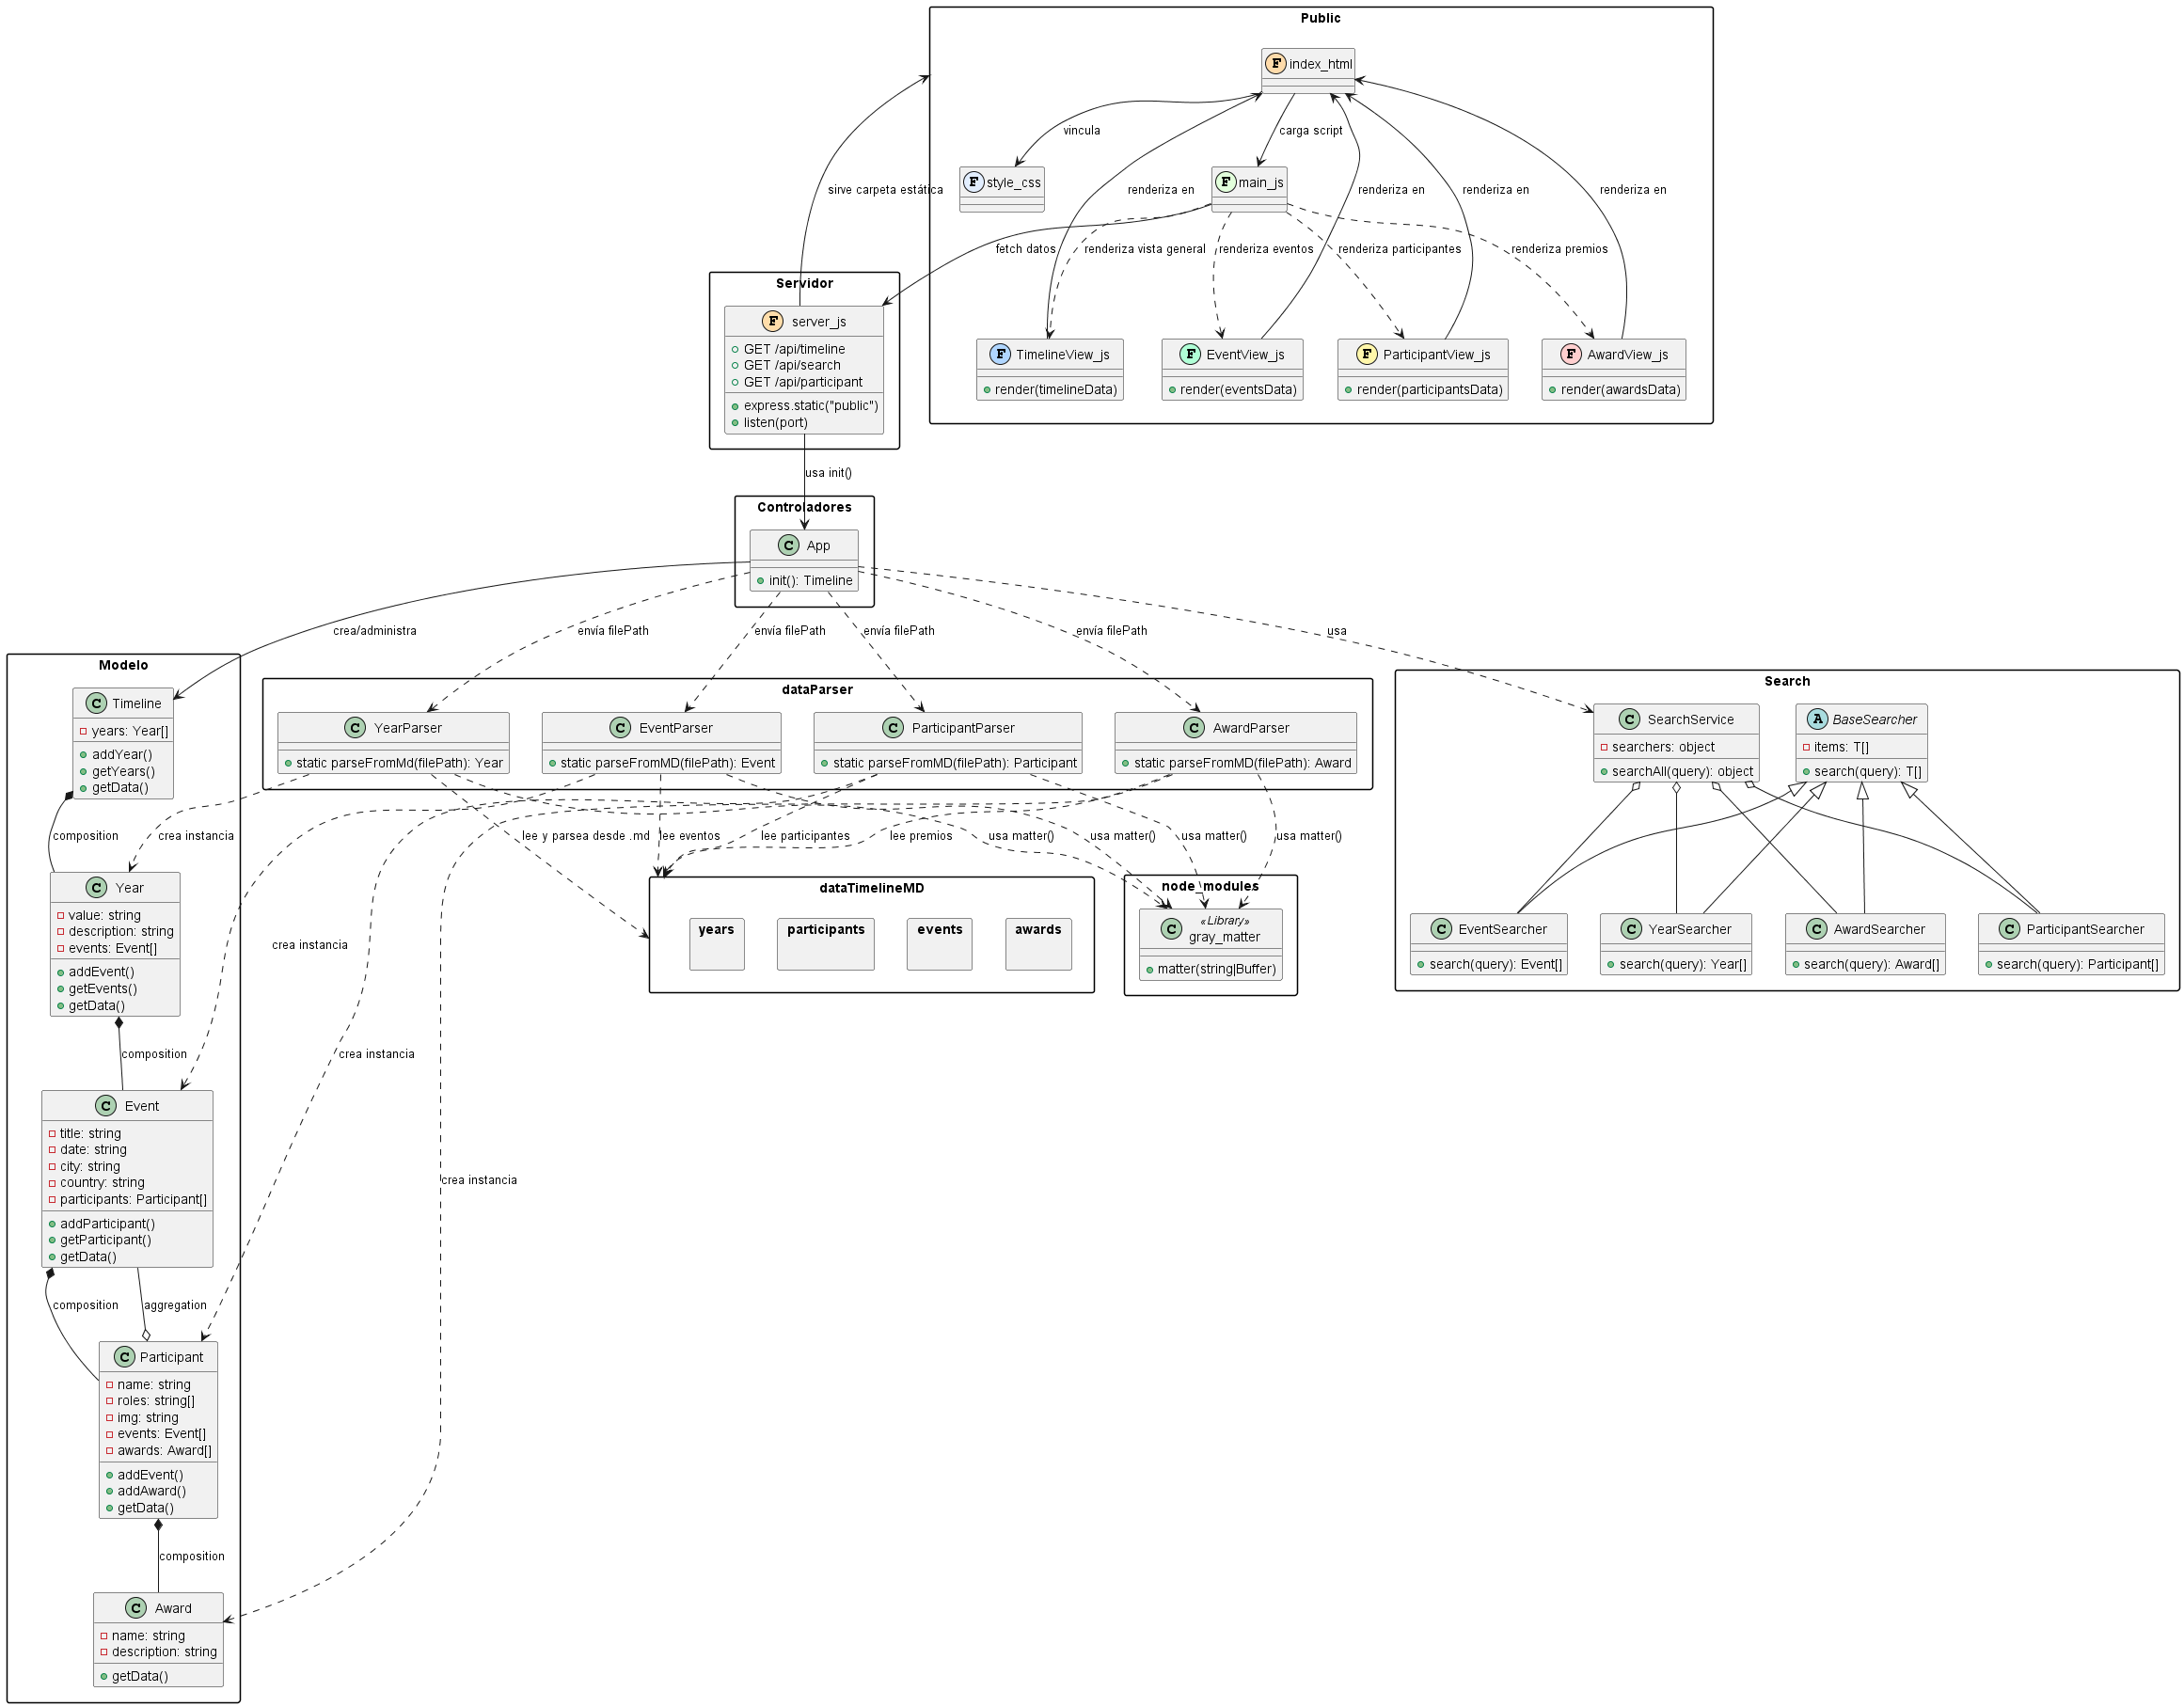 Public
F index_html
vincula
carga script
F style_css
F main_js
sirve carpeta estática
renderiza en
renderiza en
renderiza en
renderiza en
fetch datos
renderiza vista general
renderiza eventos
renderiza participantes
renderiza premios
Servidor
F server_js
GET /api/timeline
GET /api/search
GET /api/participant
express.static("public")
listen(port)
F TimelineView_js
render(timelineData)
F EventView_js
render(eventsData)
F ParticipantView_js
render(participantsData)
F AwardView_js
render(awardsData)
usa init()
Controladores
C App
init(): Timeline
crea/administra
envía filePath
envía filePath
envía filePath
envía filePath
usa
Modelo
C Timeline
years: Year[]
addYear()
getYears()
getData()
dataParser
C YearParser
static parseFromMd(filePath): Year
C EventParser
static parseFromMD(filePath): Event
C ParticipantParser
static parseFromMD(filePath): Participant
C AwardParser
static parseFromMD(filePath): Award
Search
C SearchService
searchers: object
searchAll(query): object
A BaseSearcher
items: T[]
search(query): T[]
composition
crea instancia
lee y parsea desde .md
lee eventos
lee participantes
lee premios
usa matter()
usa matter()
usa matter()
usa matter()
C Year
value: string
description: string
events: Event[]
addEvent()
getEvents()
getData()
dataTimelineMD
years
participants
events
awards
node_modules
C «Library»
gray_matter
matter(string|Buffer)
C EventSearcher
search(query): Event[]
C YearSearcher
search(query): Year[]
C AwardSearcher
search(query): Award[]
C ParticipantSearcher
search(query): Participant[]
crea instancia
composition
crea instancia
C Event
title: string
date: string
city: string
country: string
participants: Participant[]
addParticipant()
getParticipant()
getData()
crea instancia
composition
aggregation
C Participant
name: string
roles: string[]
img: string
events: Event[]
awards: Award[]
addEvent()
addAward()
getData()
composition
C Award
name: string
description: string
getData()